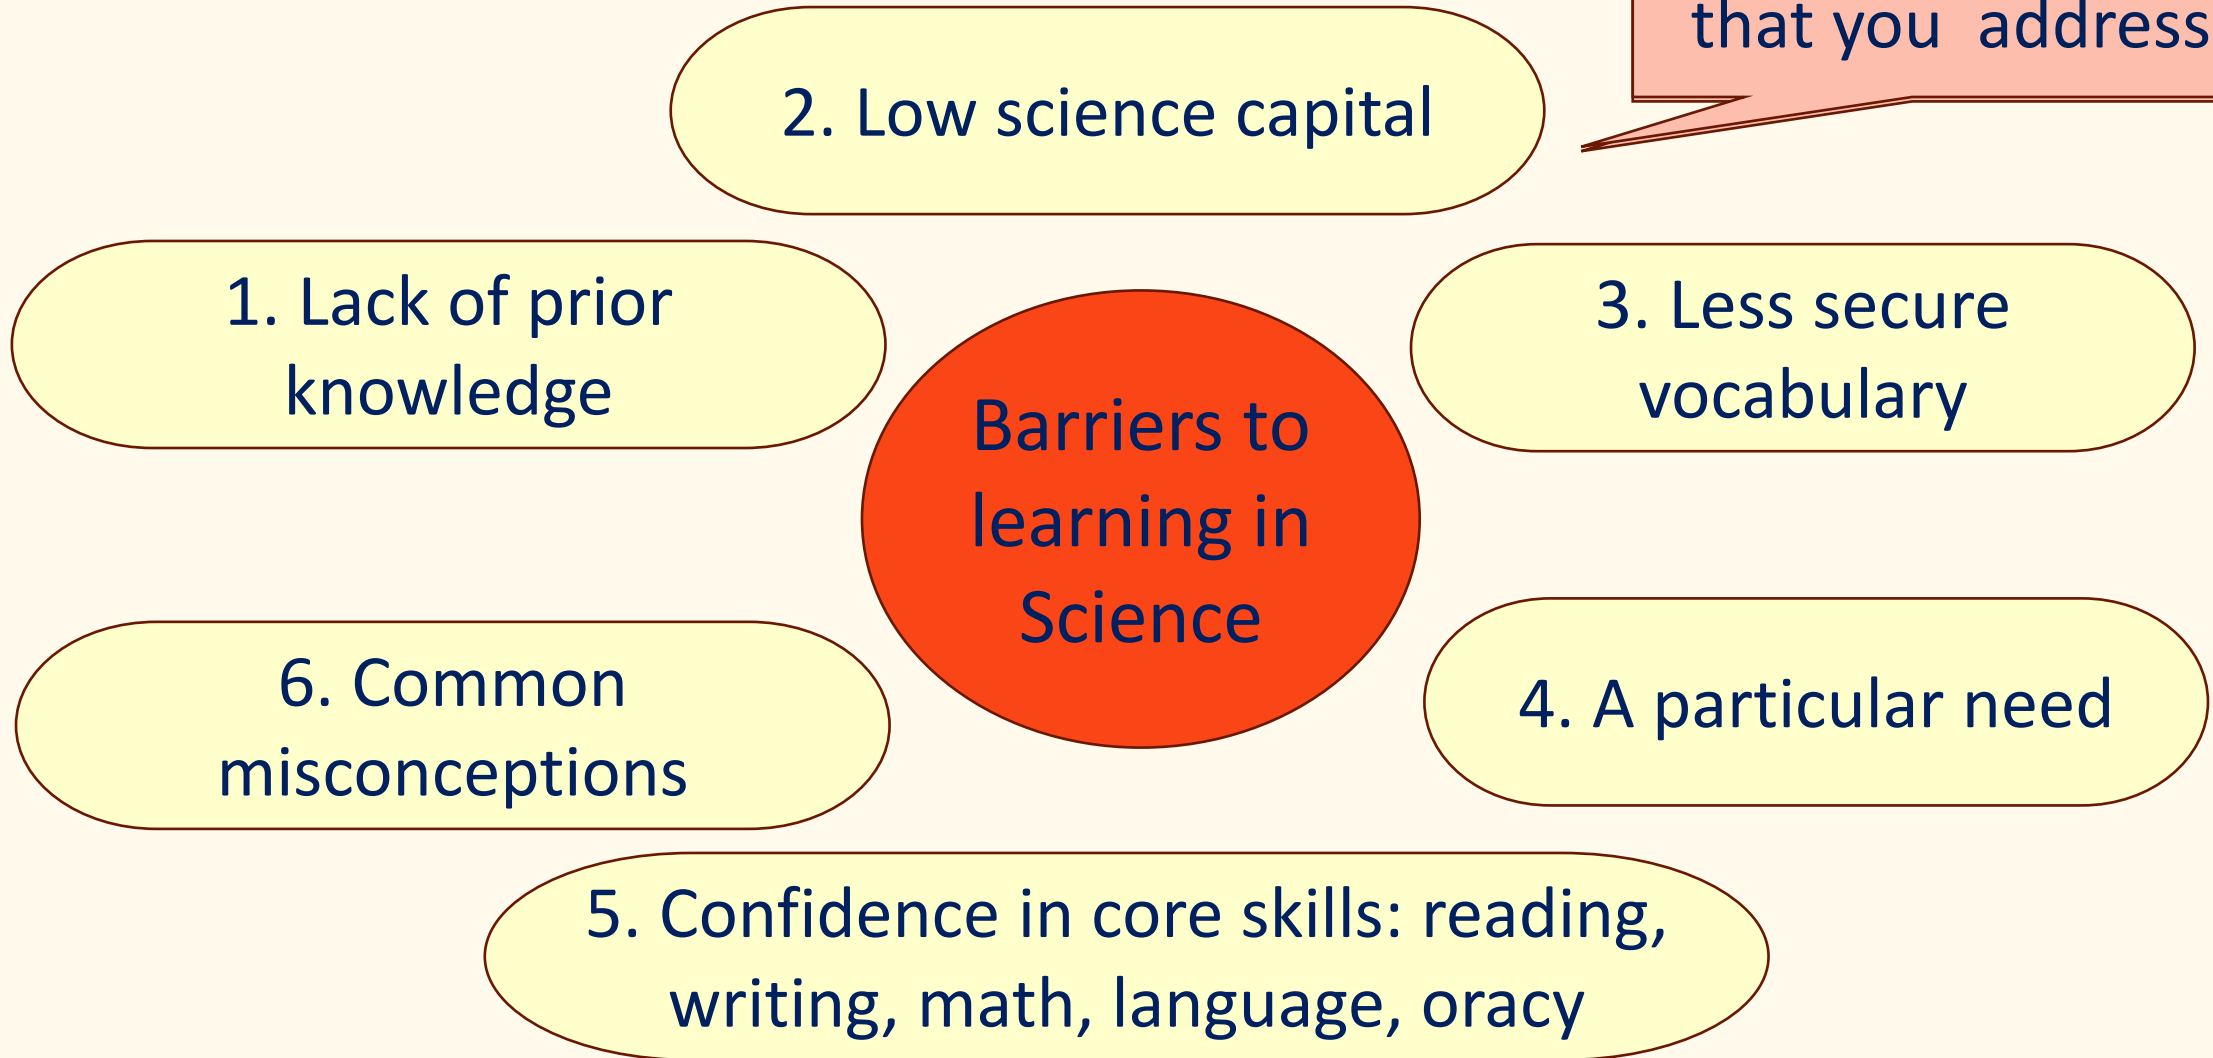 that you address
2. Low science capital
1. Lack of prior
knowledge
3. Less secure
vocabulary
Barriers to
learning in
Science
6. Common
misconceptions
4. A particular need
5. Confidence in core skills: reading,
writing, math, language, oracy